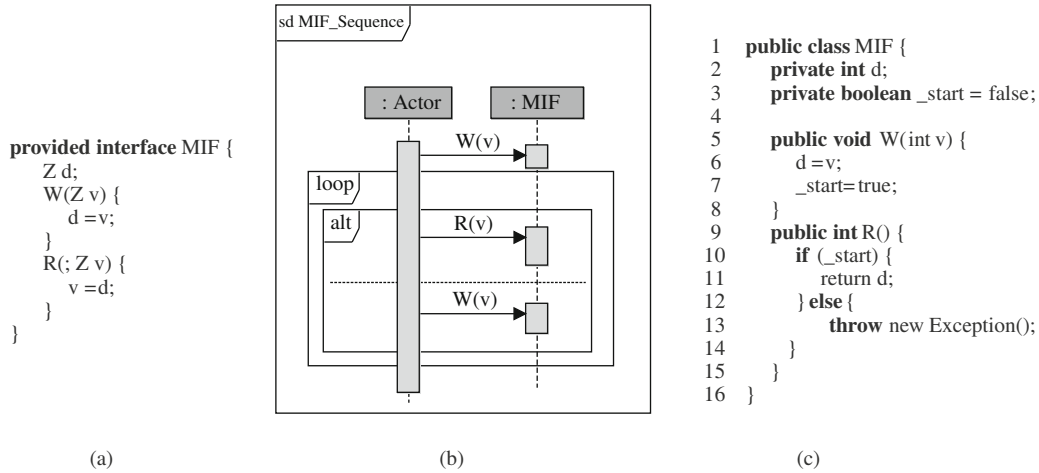 provided interface MIF {
Z d;
W(Z v) {
d =v;
}
R(; Z v) {
v =d;
}
}
(a)
sd MIF_Sequence
: Actor
: MIF
W(v)
loop
alt
R(v)
W(v)
(b)
1 public class MIF {
2 private int d;
3 private boolean _start = false;
4
5 public void W(int v) {
6 d =v;
7 _start= true;
8 }
9 public int R() {
10 if (_start) {
11 return d;
12 } else {
13 throw new Exception();
14 }
15 }
16 }
(c)